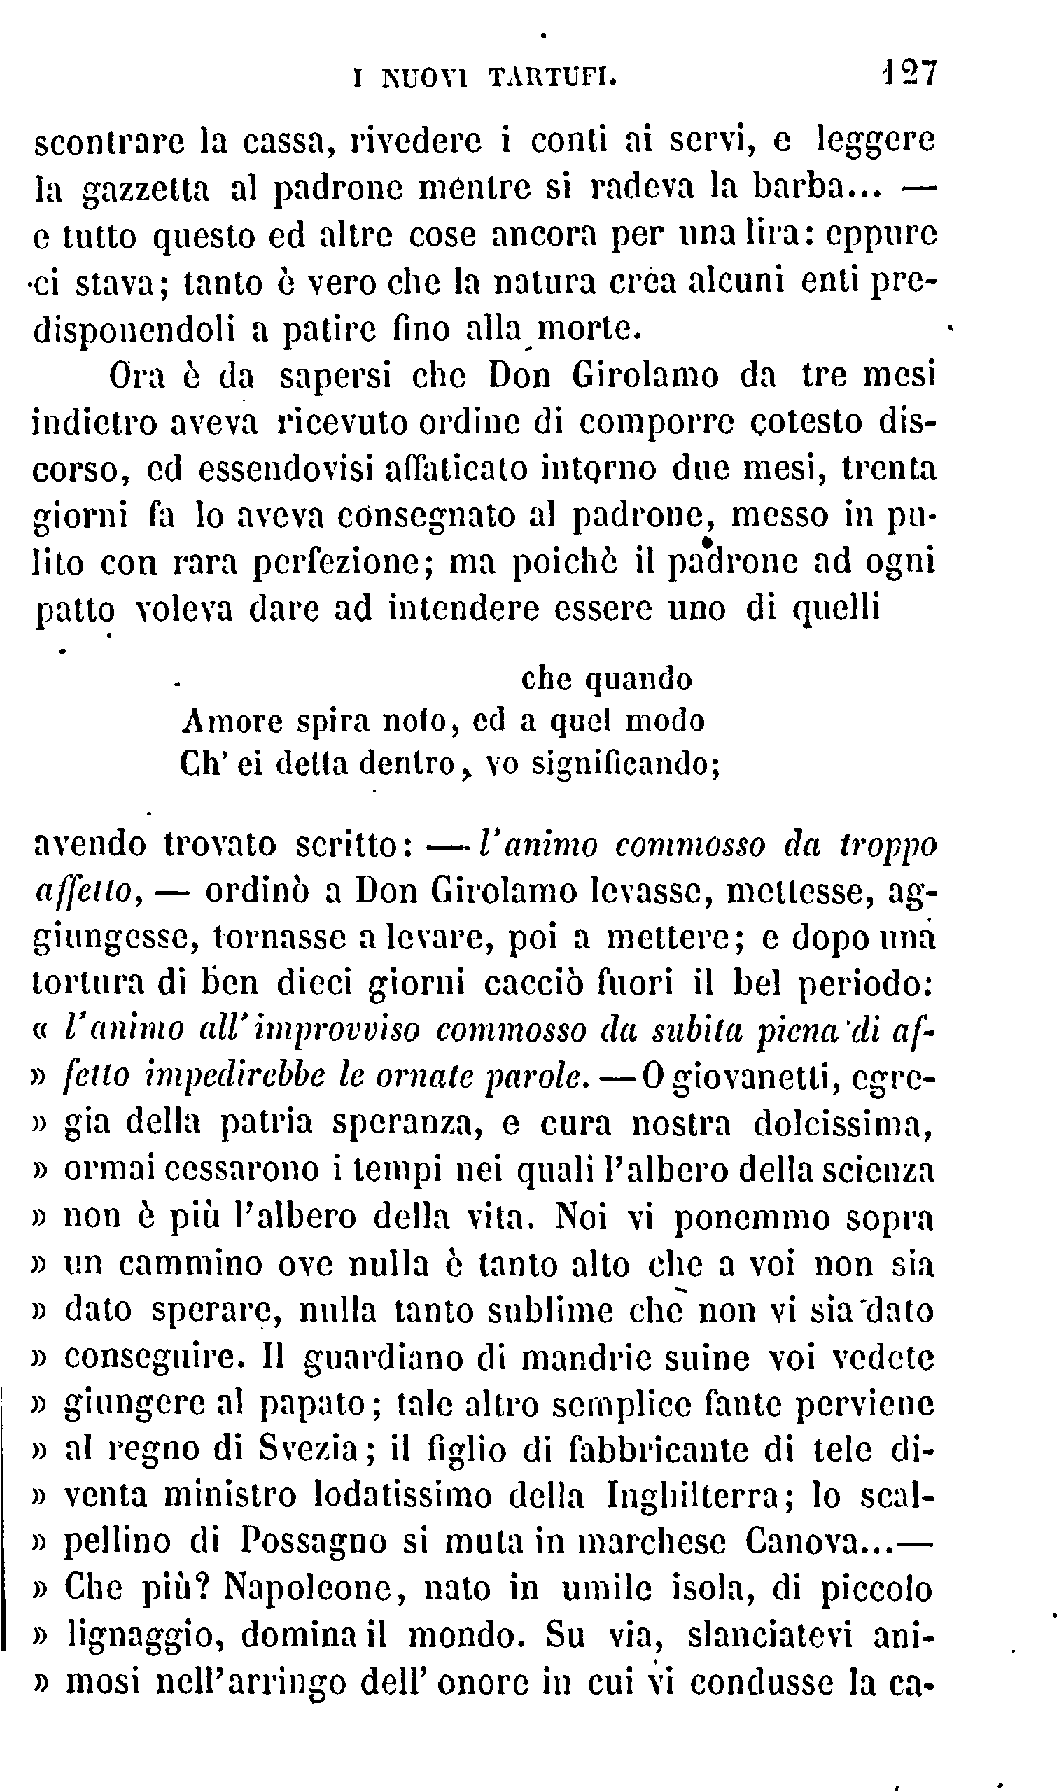 I NUOVI TARTUFI. 127
scontrare la cassa, rivedere i conti ai servi, e leggere
la gazzetta al padrone mentre si radeva la barba... —
e tutto questo ed altre cose ancora per una lira: eppure
ci stava; tanto è vero che la natura crea alcuni enti pre-
disponendoli a patire fino alla morte.
Ora è da sapersi che Don Girolamo da tre mesi
indietro aveva ricevuto ordine di comporre cotesto dis-
corso, ed essendovisi affaticato intorno due mesi, trenta
giorni fa lo aveva consegnato al padrone, messo in pu-
lito con rara perfezione; ma poichè il padrone ad ogni
patto voleva dare ad intendere essere uno di quelli
che quando
Amore spira noto, ed a quel modo
Ch' ei detta dentro, vo significando;
avendo trovato scritto: — l'animo commosso da troppo
affetto, — ordinò a Don Girolamo levasse, mettesse, ag-
giungesse, tornasse a levare, poi a mettere; e dopo una
tortura di ben dieci giorni cacciò fuori il bel periodo:
« l'animo all'improvviso commosso da subita piena di af-
» fetto impedirebbe le ornate parole. — O giovanetti, egre-
» gia della patria speranza, e cura nostra dolcissima,
» ormai cessarono i tempi nei quali l'albero della scienza
» non è più l'albero della vita. Noi vi ponemmo sopra
» un cammino ove nulla è tanto alto che a voi non sia
» dato sperare, nulla tanto sublime che non vi sia dato
» conseguire. Il guardiano di mandrie suine voi vedete
» giungere al papato; tale altro semplice fante perviene
» al regno di Svezia; il figlio di fabbricante di tele di-
» venta ministro lodatissimo della Inghilterra; lo scal-
» pellino di Possagno si muta in marchese Canova...—
» Che più? Napoleone, nato in umile isola, di piccolo
» lignaggio, domina il mondo. Su via, slanciatevi ani-
» mosi nell'arringo dell' onore in cui vi condusse la ca-